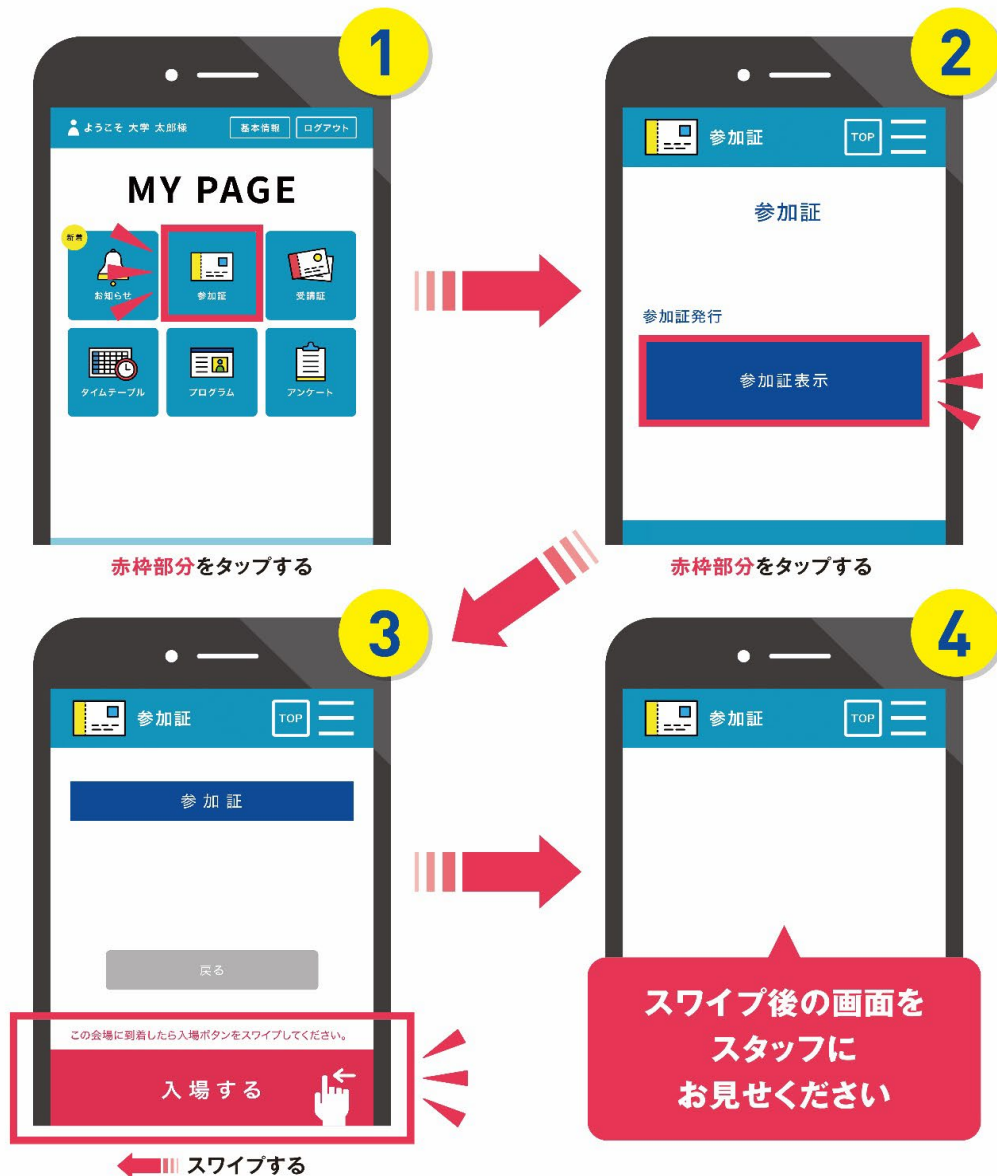 1
ようこそ 大学 太郎様 基本情報 ログアウト
MY PAGE
新着
お知らせ 参加証 受講証
タイムテーブル プログラム アンケート
赤枠部分をタップする
2
参加証 TOP
参加証
参加証発行
参加証表示
赤枠部分をタップする
3
参加証 TOP
参加証
戻る
この会場に到着したら入場ボタンをスワイプしてください。
入場する
スワイプする
4
参加証 TOP
スワイプ後の画面を
スタッフに
お見せください